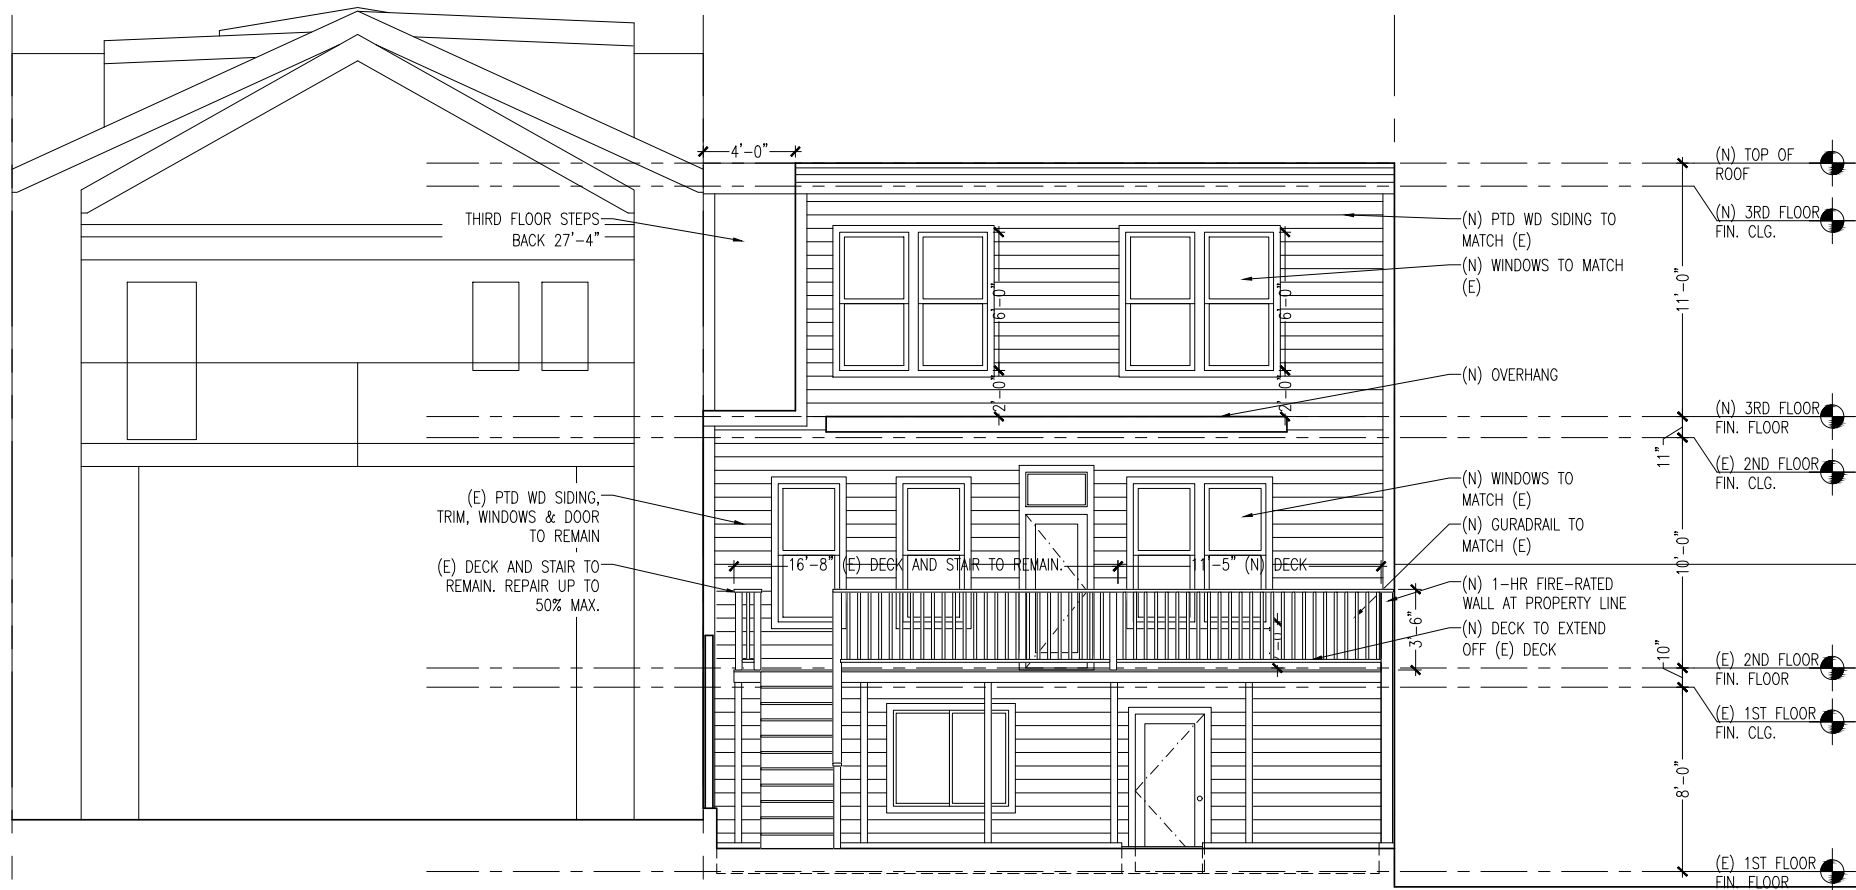 4'-0"
THIRD FLOOR STEPS
BACK 27'-4"
(E) PTD WD SIDING,
TRIM, WINDOWS & DOOR
TO REMAIN
(E) DECK AND STAIR TO
REMAIN. REPAIR UP TO
50% MAX.
6'-0"
2'-0"
6'-0"
2'-0"
16'-8" (E) DECK AND STAIR TO REMAIN.
11'-5" (N) DECK
(N) PTD WD SIDING TO
MATCH (E)
(N) WINDOWS TO MATCH
(E)
(N) OVERHANG
(N) WINDOWS TO
MATCH (E)
(N) GURADRAIL TO
MATCH (E)
(N) 1-HR FIRE-RATED
WALL AT PROPERTY LINE
(N) DECK TO EXTEND
OFF (E) DECK
3'-6"
11'-0"
11"
10'-0"
10"
8'-0"
(N) TOP OF
ROOF
(N) 3RD FLOOR
FIN. CLG.
(N) 3RD FLOOR
FIN. FLOOR
(E) 2ND FLOOR
FIN. CLG.
(E) 2ND FLOOR
FIN. FLOOR
(E) 1ST FLOOR
FIN. CLG.
(E) 1ST FLOOR
FIN. FLOOR